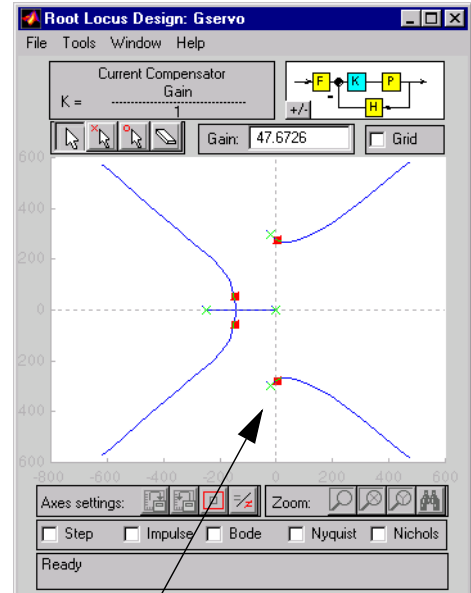 Root Locus Design: Gservo
File Tools Window Help
Current Compensator
K = Gain
1
F K P
H
+/-
Gain: 47.6726 Grid
600
400
200
0
200
400
600
-800 -600 -400 -200 0 200 400 600
Axes settings: Zoom:
Step Impulse Bode Nyquist Nichols
Ready